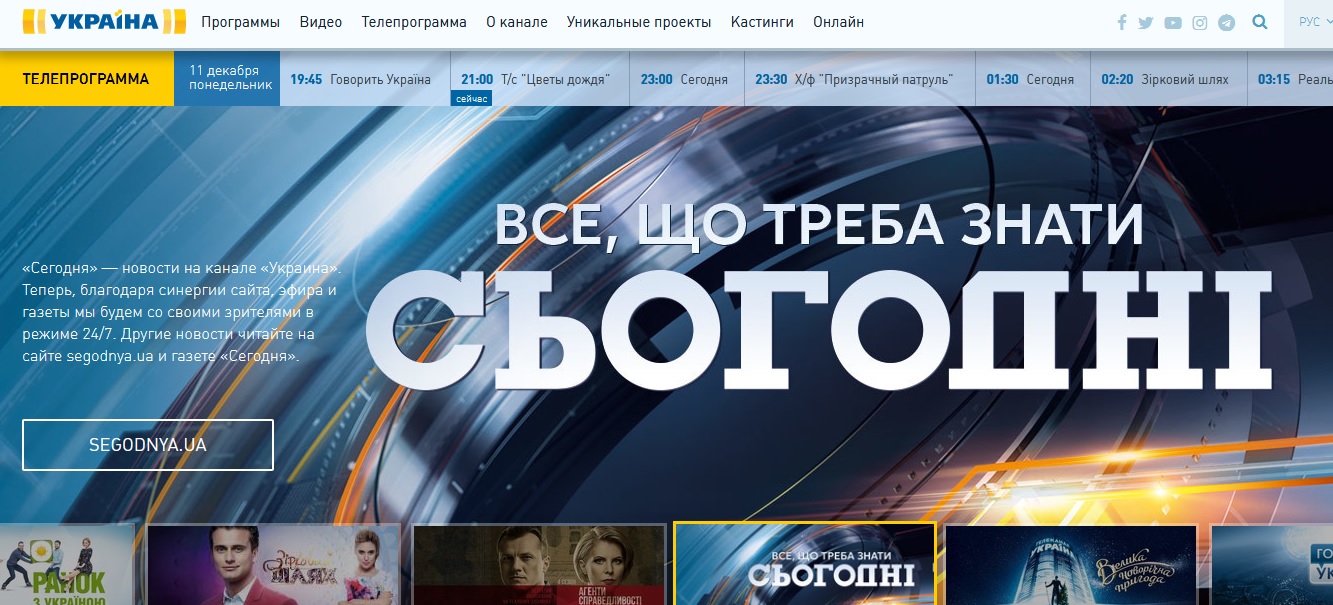 УКРАЇНА Программы Видео Телепрограмма О канале Уникальные проекты Кастинги Онлайн РУС
ТЕЛЕПРОГРАММА
11 декабря
понедельник
19:45 Говорить Україна
21:00 Т/с "Цветы дождя"
сейчас
23:00 Сегодня
23:30 Х/ф "Призрачный патруль"
01:30 Сегодня
02:20 Зірковий шлях
03:15 Реаль
ВСЕ, ЩО ТРЕБА ЗНАТИ
СЬОГОДНІ
«Сегодня» — новости на канале «Украина».
Теперь, благодаря синергии сайта, эфира и
газеты мы будем со своими зрителями в
режиме 24/7. Другие новости читайте на
сайте segodnya.ua и газете «Сегодня».
SEGODNYA.UA
РАНОК
З УКРАЇНОЮ
Зірковий
шлях
АГЕНТИ
СПРАВЕДЛИВОСТІ
ВСЕ, ЩО ТРЕБА ЗНАТИ
СЬОГОДНІ
ТЕЛЕКАНАЛ
УКРАЇНА
Велика
новорічна
пригода
ГО
УК